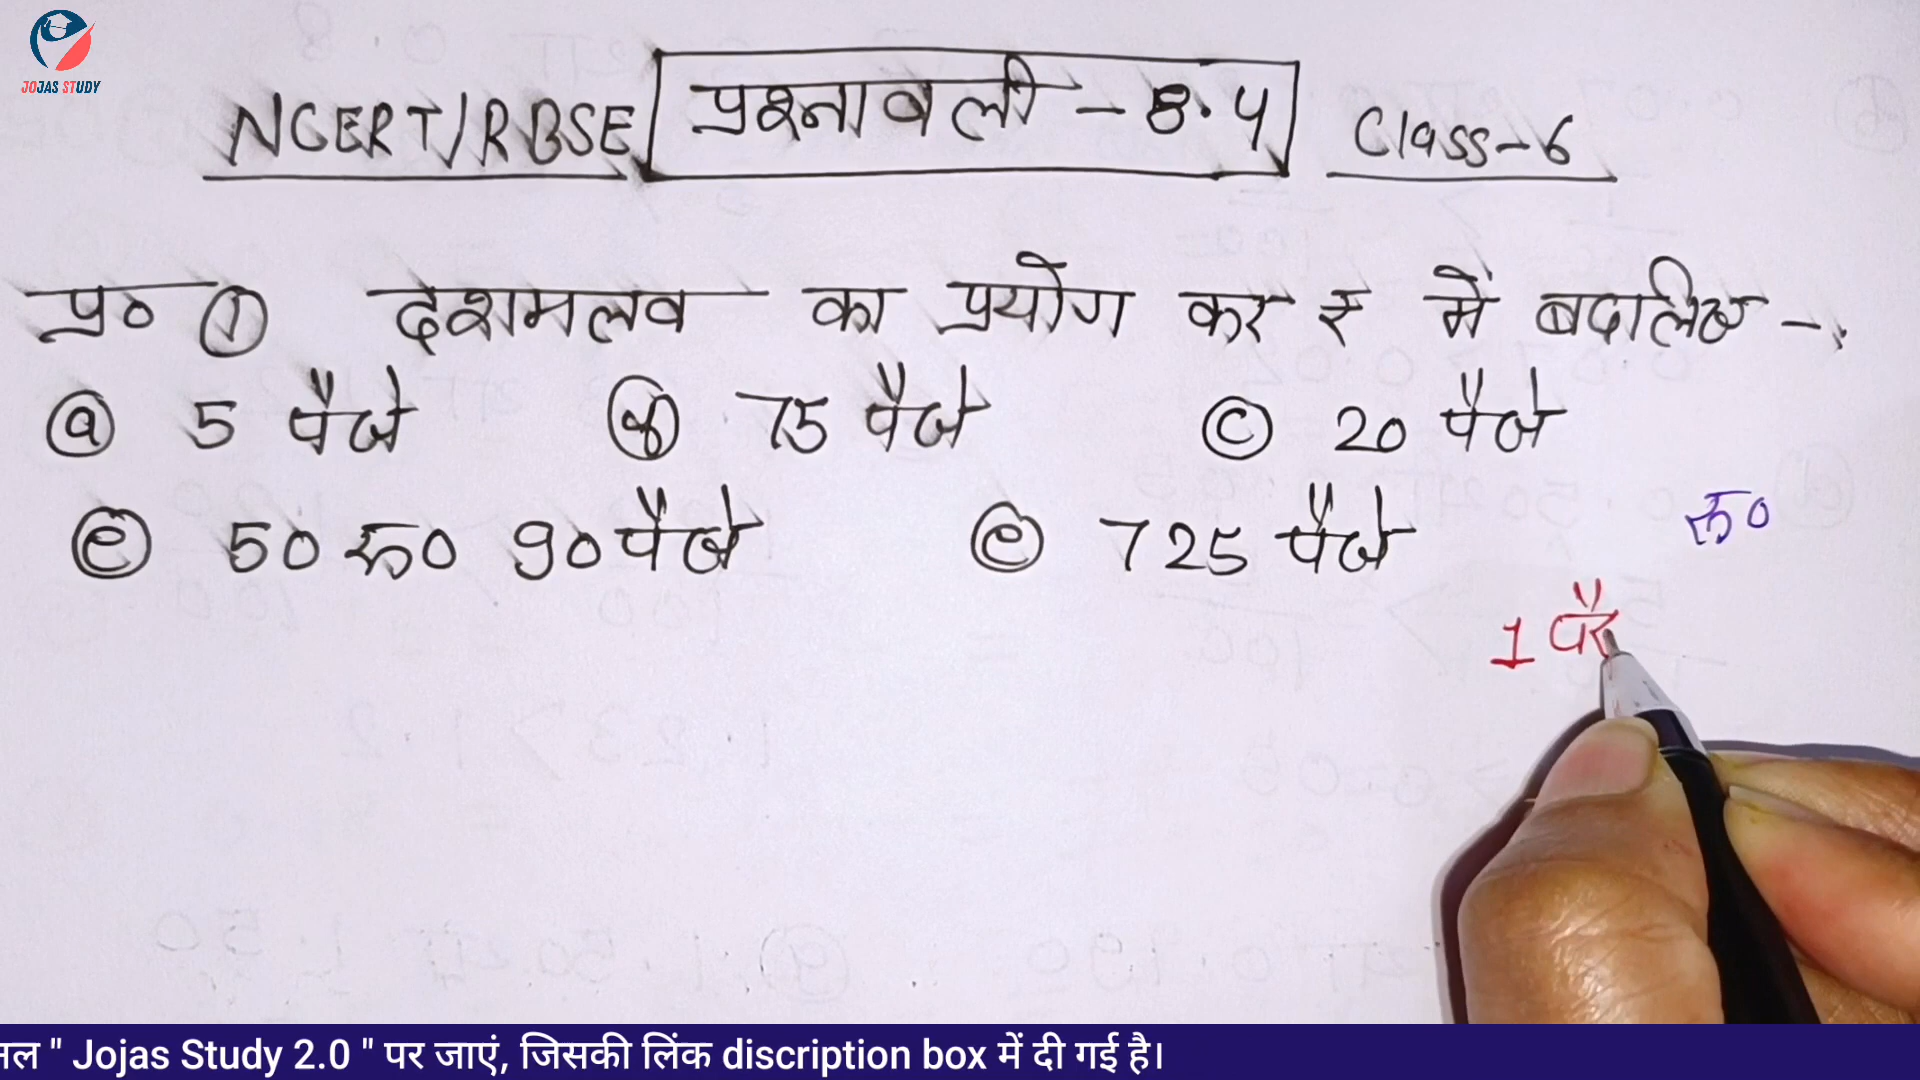 JOJAS STUDY
NCERT/RBSE प्रश्नावली - 8.4 Class-6
प्र० ① दशमलव का प्रयोग कर ₹ में बदलिए -
ⓐ 5 पैसे ⓑ 75 पैसे ⓒ 20 पैसे
ⓔ 50 रू० 90 पैसे ⓔ 725 पैसे
रू०
1 पै
नल " Jojas Study 2.0 " पर जाएं, जिसकी लिंक discription box में दी गई है।